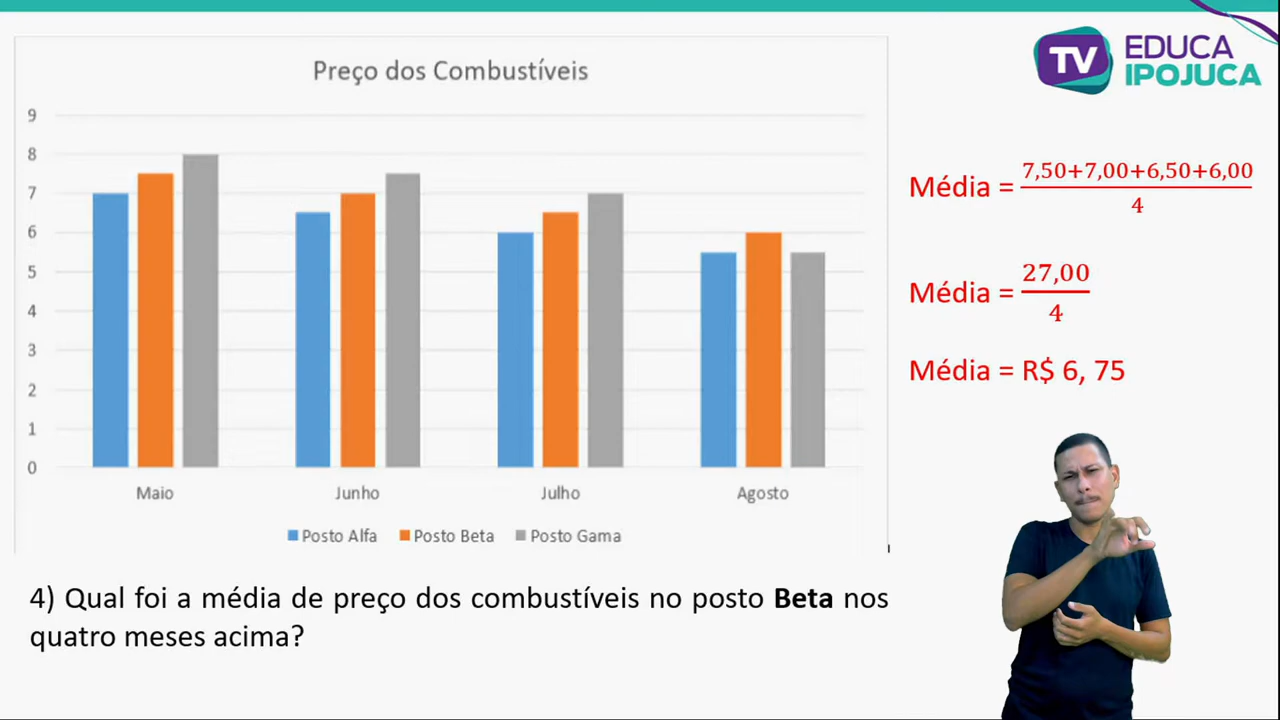 TV EDUCA
IPOJUCA
Preço dos Combustíveis
9
8
7
6
5
4
3
2
1
0
Maio Junho Julho Agosto
Posto Alfa Posto Beta Posto Gama
Média = 7,50+7,00+6,50+6,00
4
Média = 27,00
4
Média = R$ 6, 75
4) Qual foi a média de preço dos combustíveis no posto Beta nos
quatro meses acima?